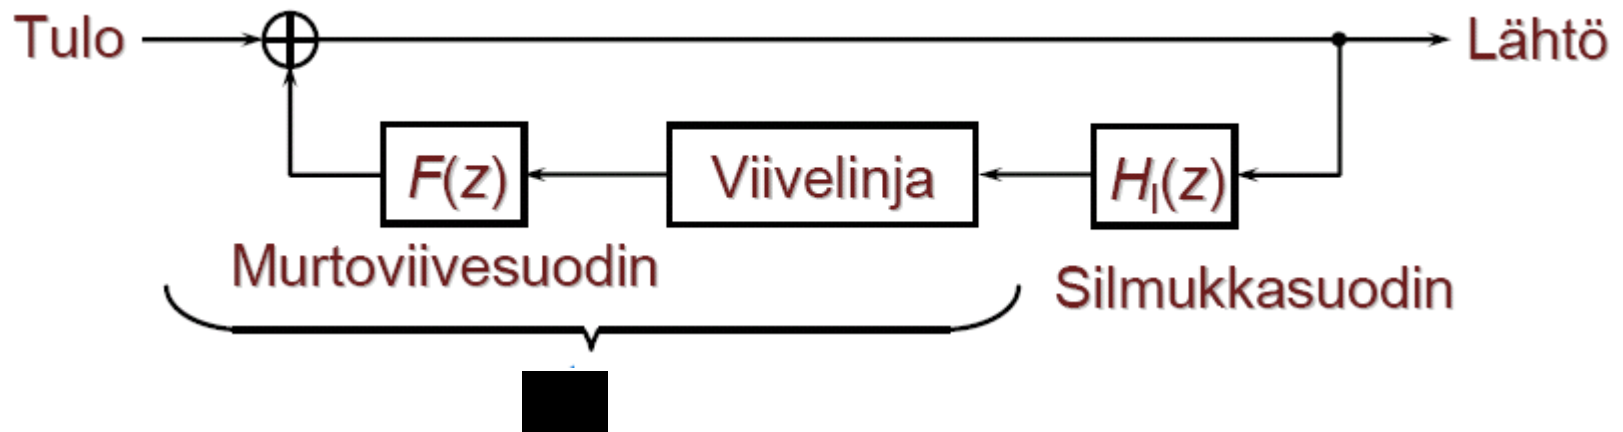 Tulo
Lähtö
F(z)
Viivelinja
Hl(z)
Murtoviivesuodin
Silmukkasuodin